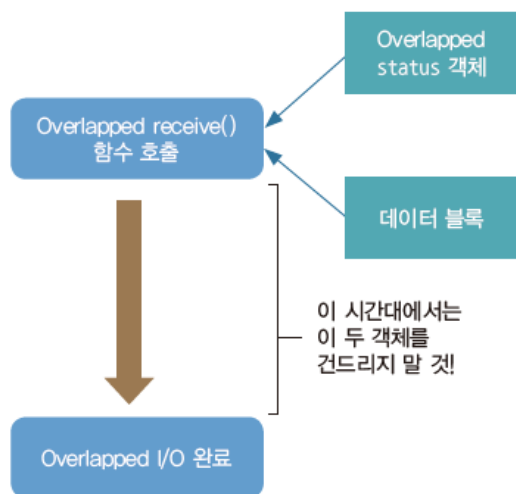 Overlapped
status 객체
Overlapped receive()
함수 호출
데이터 블록
이 시간대에서는
이 두 객체를
건드리지 말 것!
Overlapped I/O 완료